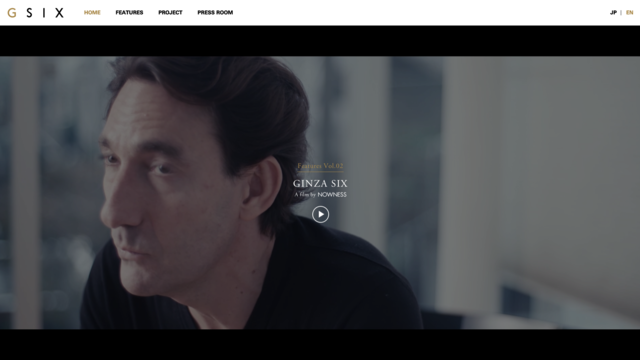 G S I X HOME FEATURES PROJECT PRESS ROOM JP | EN
Features Vol.02
GINZA SIX
A film by NOWNESS